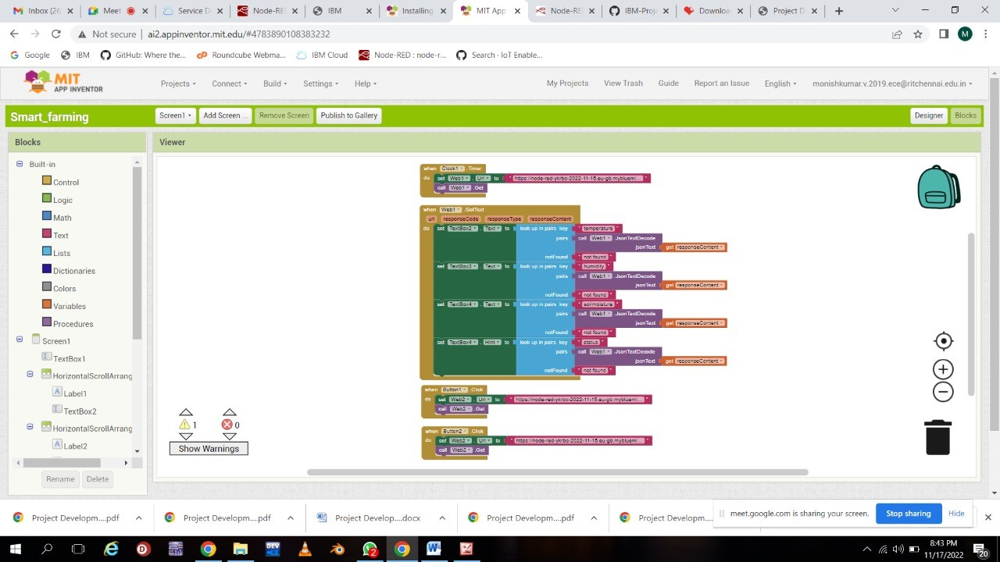 Inbox (26
Meet
Service D
Node-RE
IBM
Installing
MIT App
Node-RE
IBM-Proj
Downloa
Project D
Not secure | ai2.appinventor.mit.edu/#4783890108383232
M
Google
IBM
GitHub: Where the...
Roundcube Webma...
IBM Cloud
Node-RED : node-r...
Search · IoT Enable...
MIT
APP INVENTOR
Projects
Connect
Build
Settings
Help
My Projects
View Trash
Guide
Report an Issue
English
monishkumar.v.2019.ece@ritchennai.edu.in
Smart_farming
Screen1
Add Screen ...
Remove Screen
Publish to Gallery
Designer
Blocks
Blocks
Viewer
Built-in
Control
Logic
Math
Text
Lists
Dictionaries
Colors
Variables
Procedures
Screen1
TextBox1
HorizontalScrollArrang
Label1
TextBox2
HorizontalScrollArrang
Label2
Rename
Delete
when Clock1 .Timer
do set Web1 . Url to " https://node-red-ykrbc-2022-11-15.eu-gb.mybluemi... "
call Web1 .Get
when Web1 .GotText
url responseCode responseType responseContent
do set TextBox2 . Text to look up in pairs key " temperature "
pairs call Web1 .JsonTextDecode
jsonText get responseContent
notFound " not found "
set TextBox3 . Text to look up in pairs key " humidity "
pairs call Web1 .JsonTextDecode
jsonText get responseContent
notFound " not found "
set TextBox4 . Text to look up in pairs key " soilmoisture "
pairs call Web1 .JsonTextDecode
jsonText get responseContent
notFound " not found "
set TextBox4 . Hint to look up in pairs key " status "
pairs call Web1 .JsonTextDecode
jsonText get responseContent
notFound " not found "
when Button1 .Click
do set Web2 . Url to " https://node-red-ykrbc-2022-11-15.eu-gb.mybluemi... "
call Web2 .Get
when Button2 .Click
do set Web2 . Url to " https://node-red-ykrbc-2022-11-15.eu-gb.mybluemi... "
call Web2 .Get
1
0
Show Warnings
Project Developm....pdf
Project Developm....pdf
Project Develop....docx
Project Developm....pdf
Project Developm....
meet.google.com is sharing your screen.
Stop sharing
Hide
DEV
2
8:43 PM
11/17/2022
20